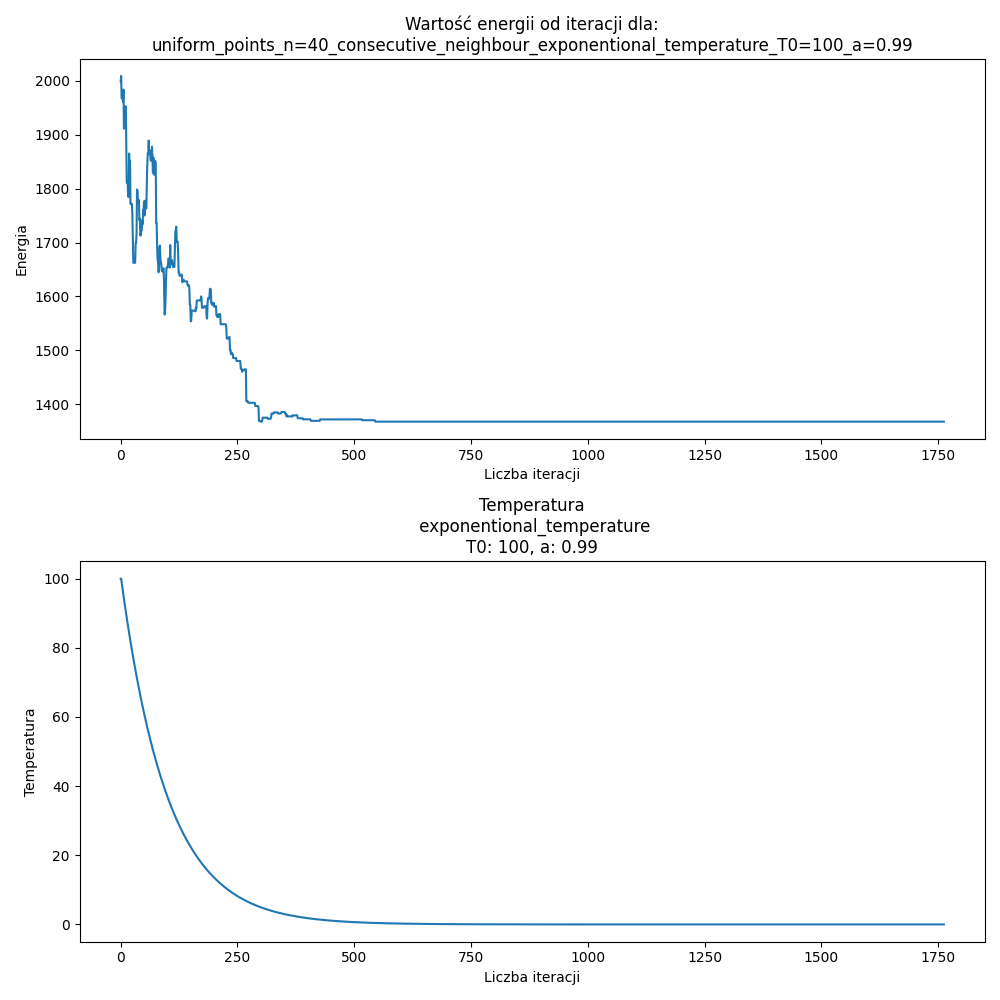 Wartość energii od iteracji dla:
uniform_points_n=40_consecutive_neighbour_exponentional_temperature_T0=100_a=0.99
2000
1900
1800
1700
1600
1500
1400
Energia
0 250 500 750 1000 1250 1500 1750
Liczba iteracji
Temperatura
exponentional_temperature
T0: 100, a: 0.99
100
80
60
40
20
0
Temperatura
0 250 500 750 1000 1250 1500 1750
Liczba iteracji